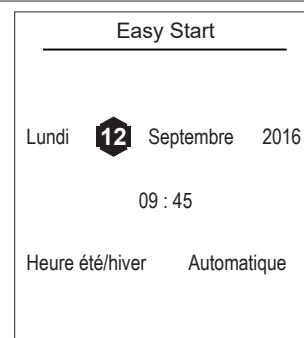 Easy Start
Lundi 12 Septembre 2016
09 : 45
Heure été/hiver Automatique